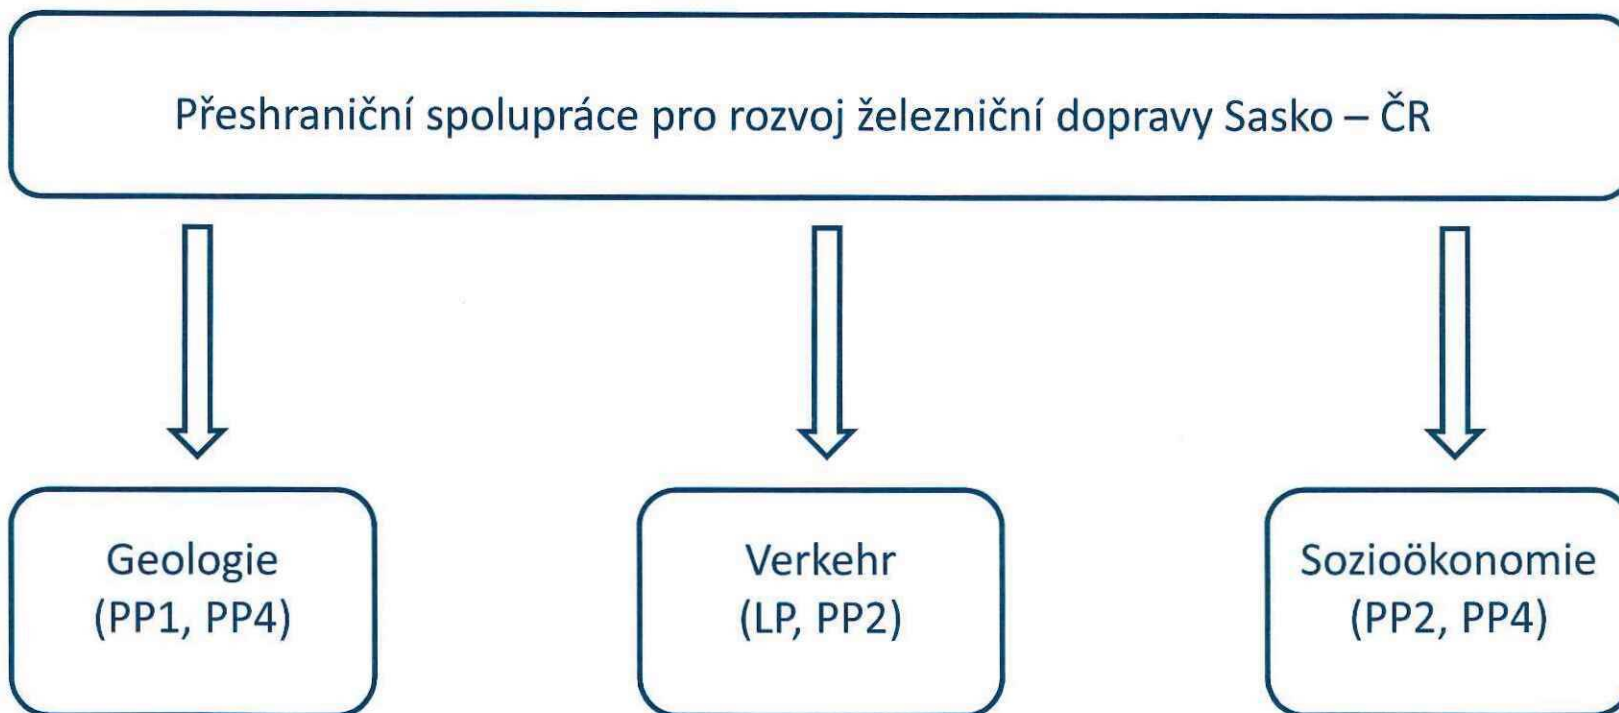 Přeshraniční spolupráce pro rozvoj železniční dopravy Sasko – ČR
Geologie
(PP1, PP4)
Verkehr
(LP, PP2)
Sozioökonomie
(PP2, PP4)